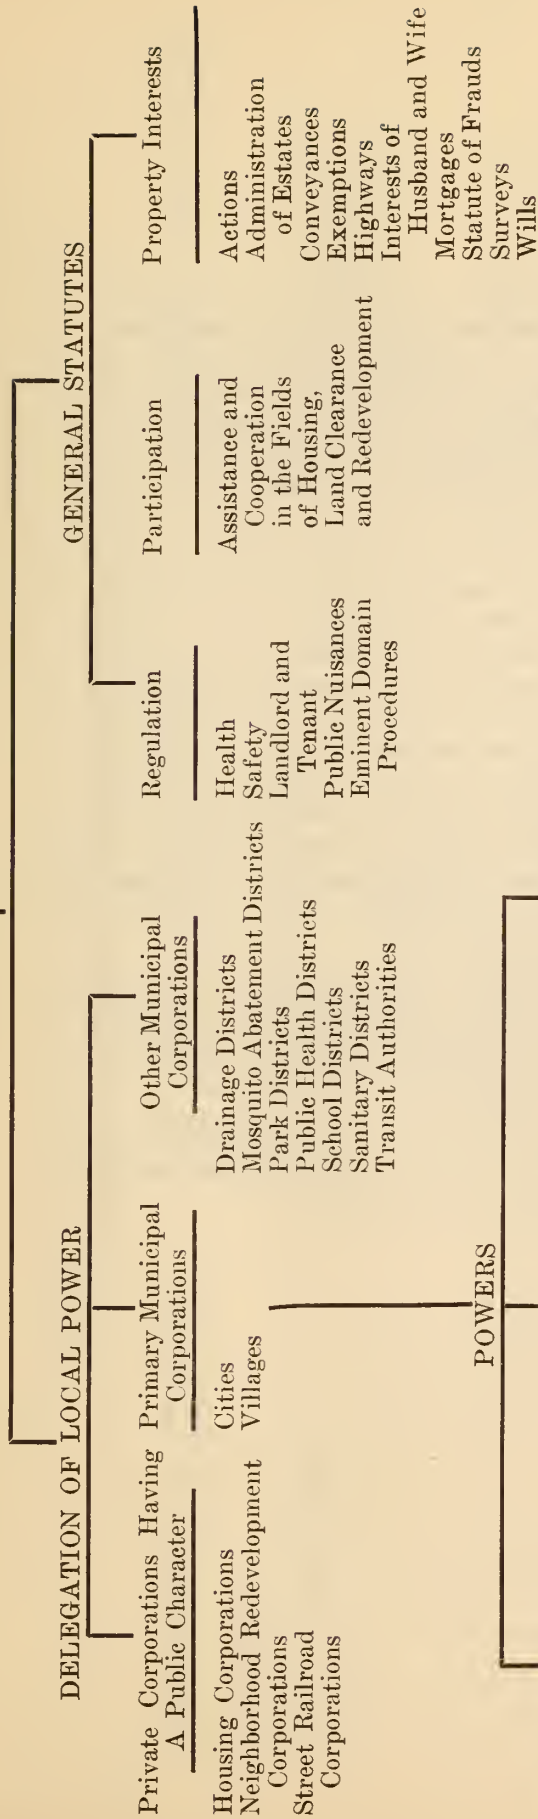 DELEGATION OF LOCAL POWER
GENERAL STATUTES
Private Corporations Having
A Public Character
Housing Corporations
Neighborhood Redevelopment
Corporations
Street Railroad
Corporations
Primary Municipal
Corporations
Cities
Villages
Other Municipal
Corporations
Drainage Districts
Mosquito Abatement Districts
Park Districts
Public Health Districts
School Districts
Sanitary Districts
Transit Authorities
Regulation
Health
Safety
Landlord and
Tenant
Public Nuisances
Eminent Domain
Procedures
Participation
Assistance and
Cooperation
in the Fields
of Housing,
Land Clearance
and Redevelopment
Property Interests
Actions
Administration
of Estates
Conveyances
Exemptions
Highways
Interests of
Husband and Wife
Mortgages
Statute of Frauds
Surveys
Wills
POWERS